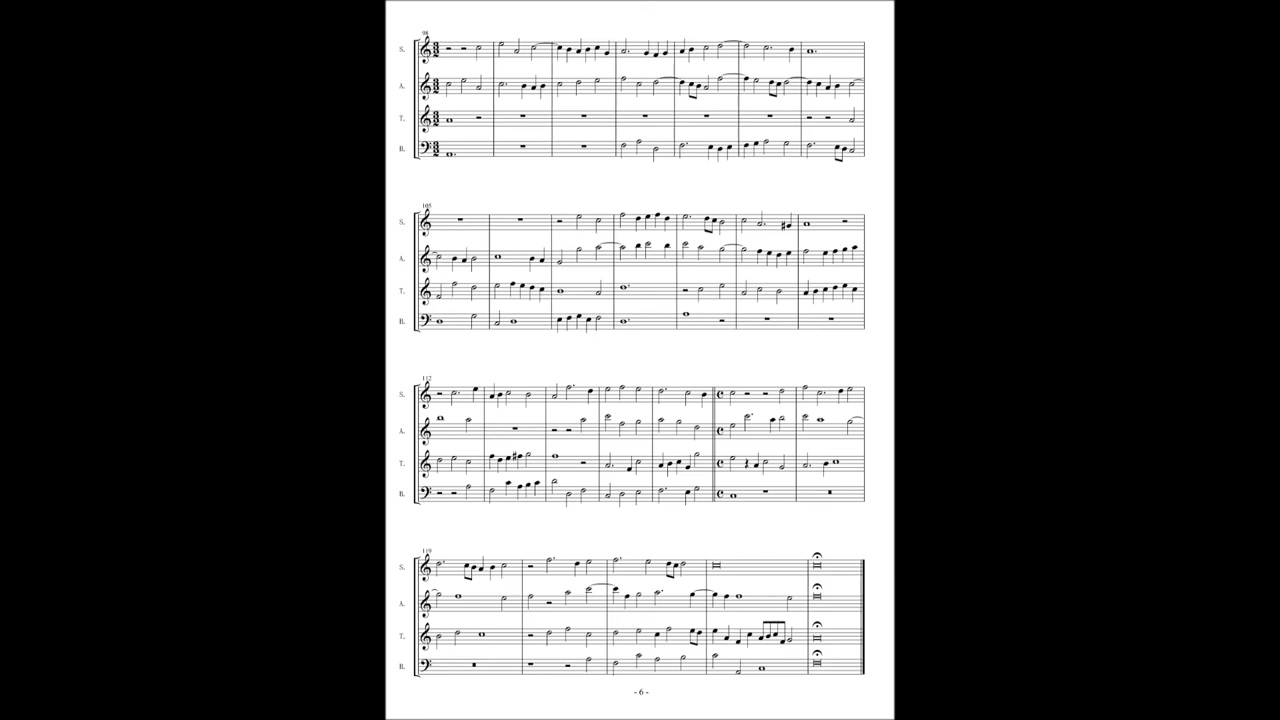 98
S.
A.
T.
B.
105
S.
A.
T.
B.
112
S.
A.
T.
B.
119
S.
A.
T.
B.
- 6 -